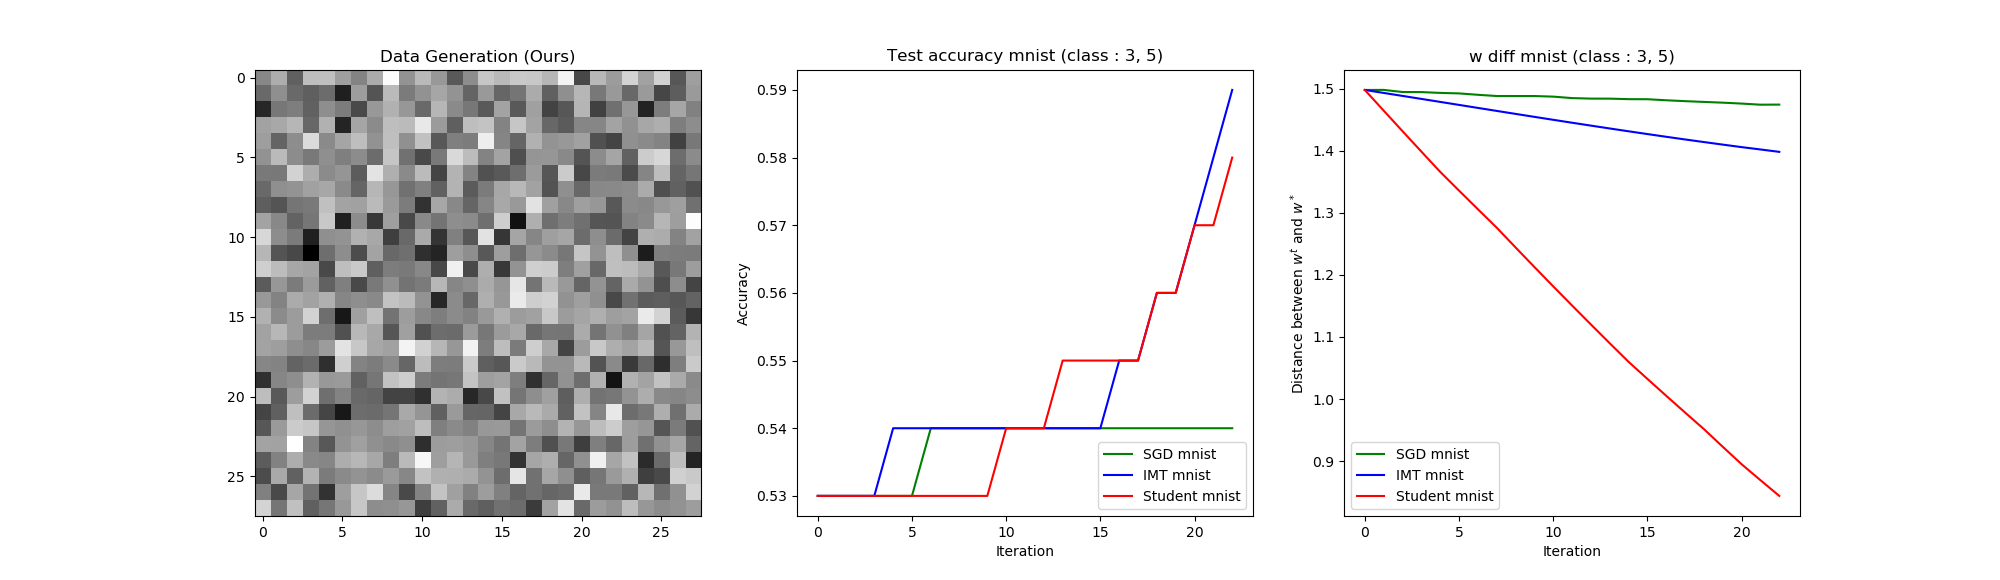 Data Generation (Ours)
0
5
10
15
20
25
0 5 10 15 20 25
Test accuracy mnist (class : 3, 5)
Accuracy
0.59
0.58
0.57
0.56
0.55
0.54
0.53
SGD mnist
IMT mnist
Student mnist
0 5 10 15 20
Iteration
w diff mnist (class : 3, 5)
Distance between w^t and w^*
1.5
1.4
1.3
1.2
1.1
1.0
0.9
SGD mnist
IMT mnist
Student mnist
0 5 10 15 20
Iteration